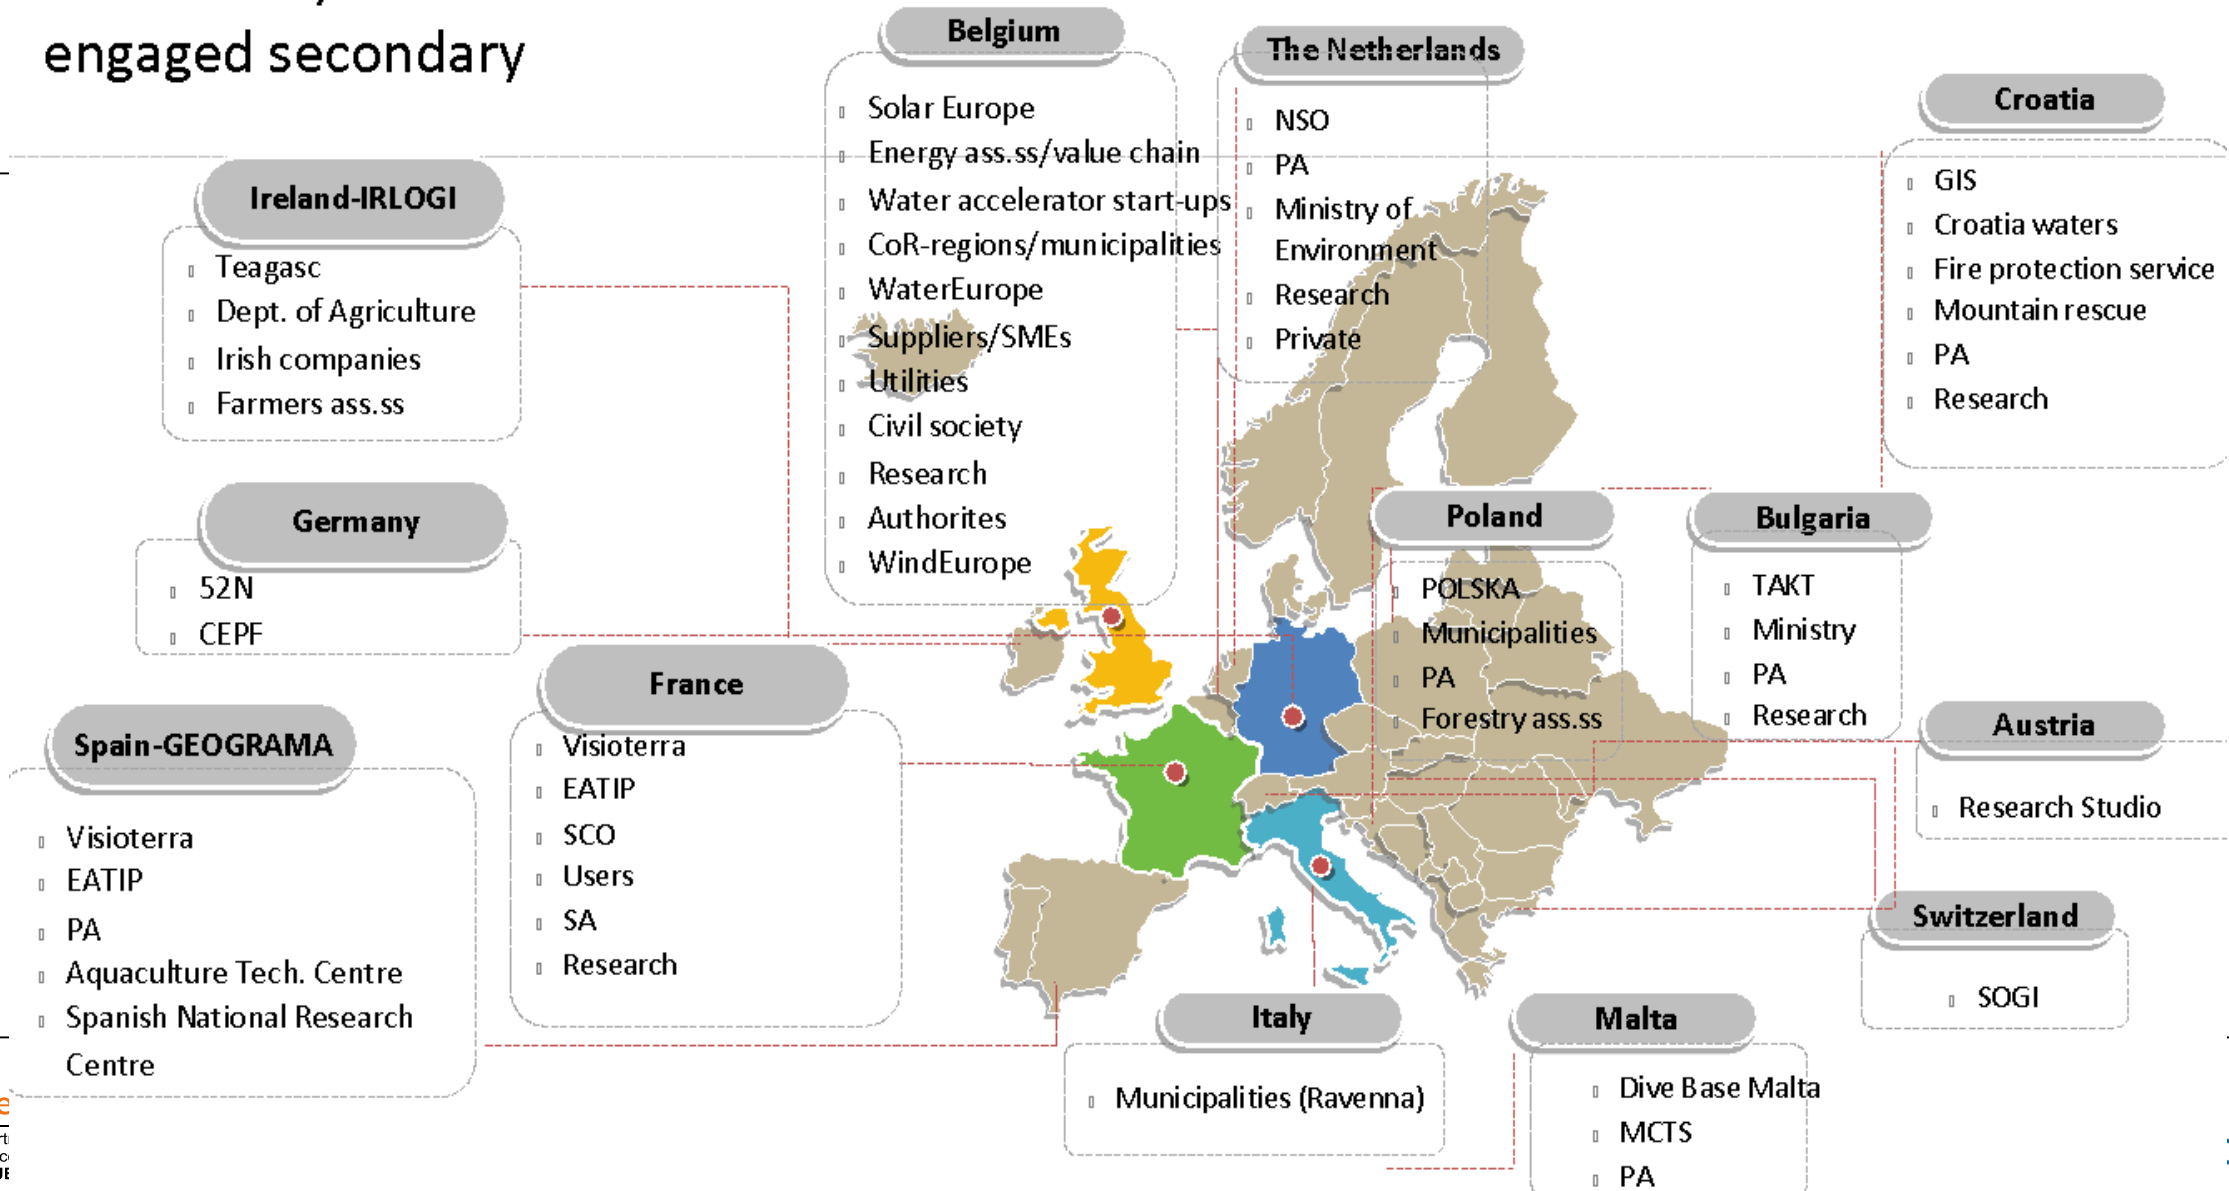 engaged secondary
Belgium
Solar Europe
Energy ass.ss/value chain
Water accelerator start-ups
CoR-regions/municipalities
WaterEurope
Suppliers/SMEs
Utilities
Civil society
Research
Authorites
WindEurope
The Netherlands
NSO
PA
Ministry of
Environment
Research
Private
Croatia
GIS
Croatia waters
Fire protection service
Mountain rescue
PA
Research
Ireland-IRLOGI
Teagasc
Dept. of Agriculture
Irish companies
Farmers ass.ss
Germany
52N
CEPF
Poland
POLSKA
Municipalities
PA
Forestry ass.ss
Bulgaria
TAKT
Ministry
PA
Research
France
Visioterra
EATIP
SCO
Users
SA
Research
Spain-GEOGRAMA
Visioterra
EATIP
PA
Aquaculture Tech. Centre
Spanish National Research
Centre
Austria
Research Studio
Switzerland
SOGI
Italy
Municipalities (Ravenna)
Malta
Dive Base Malta
MCTS
PA